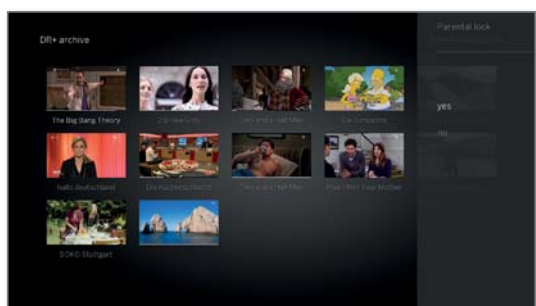 DR+ archive
Parental lock
The Big Bang Theory
2 Broke Girls
Two and a Half Men
Die Simpsons
yes
no
hallo deutschland
Die Küchenschlacht
Two and a Half Men
How I Met Your Mother
SOKO Stuttgart